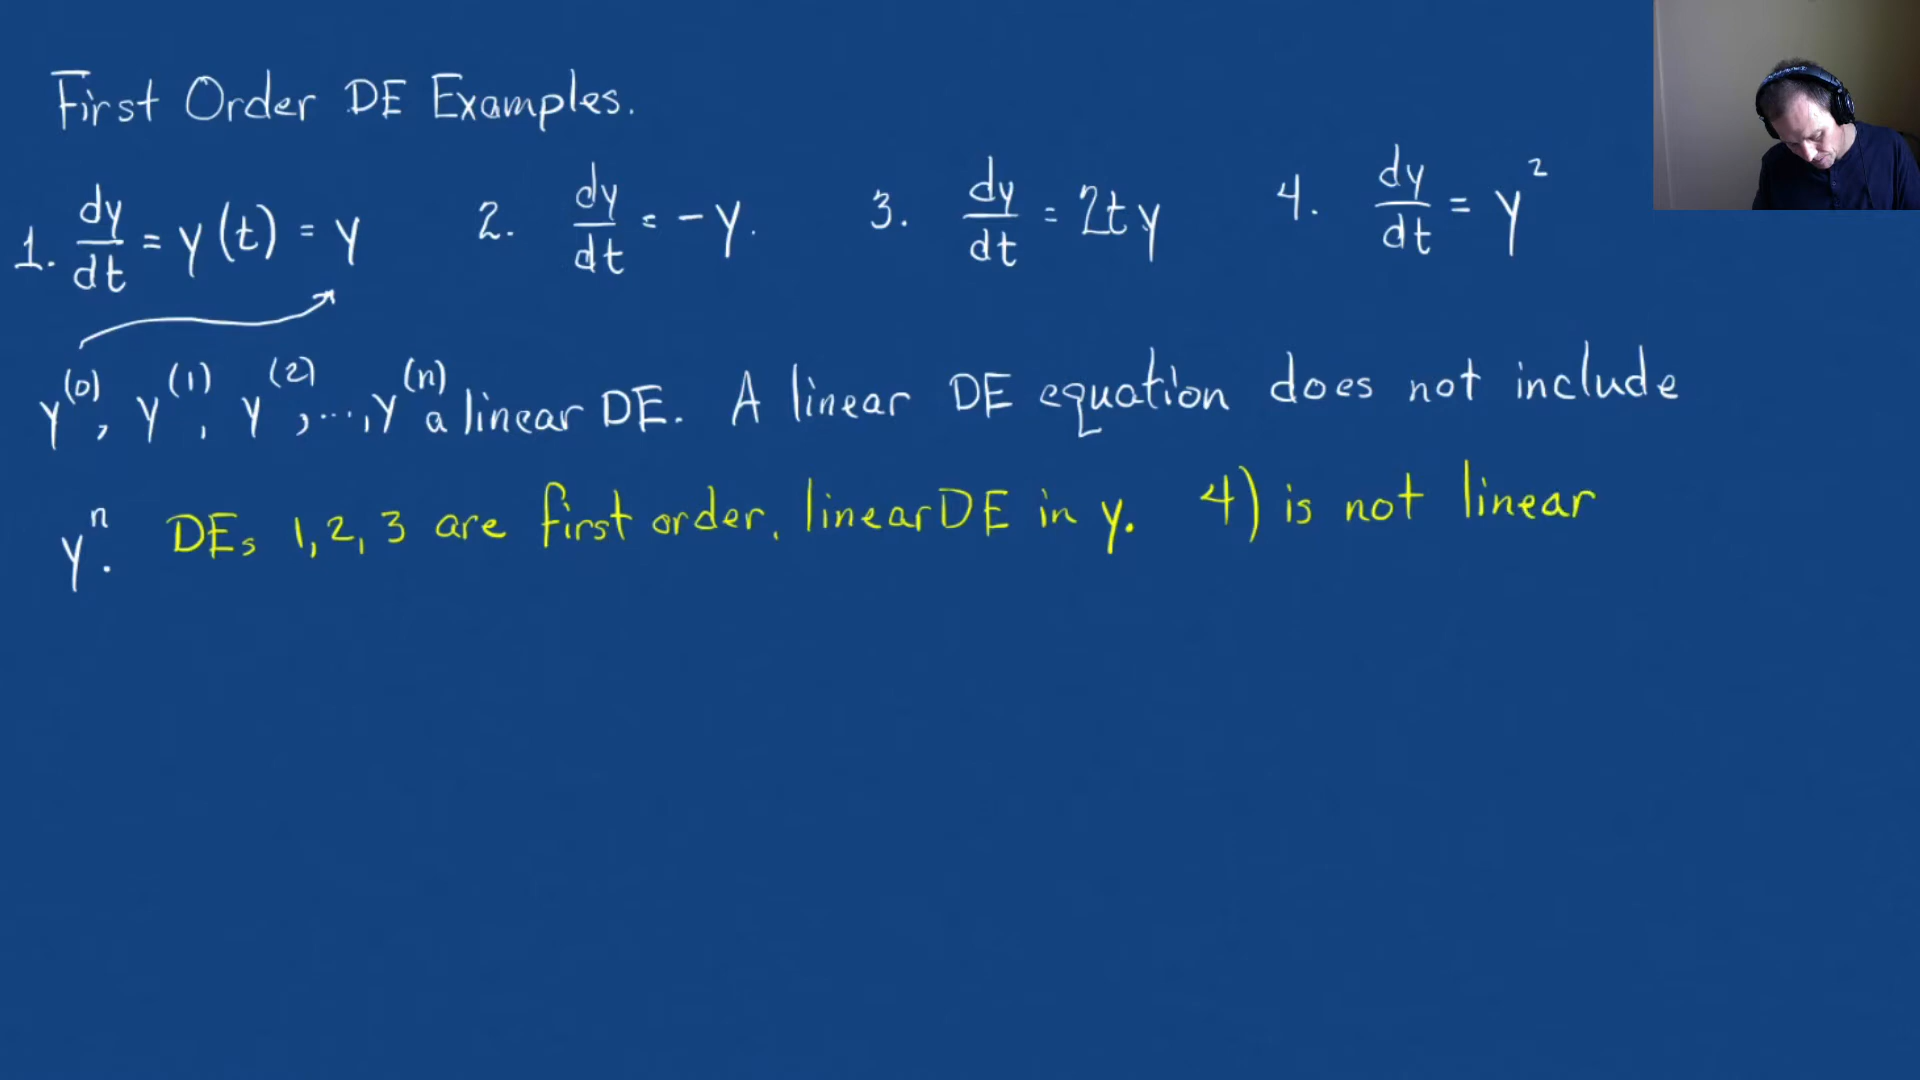 First Order DE Examples.
1. dy/dt = y(t) = y 2. dy/dt = -y. 3. dy/dt = 2ty 4. dy/dt = y²
y⁽⁰⁾, y⁽¹⁾, y⁽²⁾, ..., y⁽ⁿ⁾ a linear DE. A linear DE equation does not include
yⁿ. DEs 1, 2, 3 are first order, linear DE in y. 4) is not linear